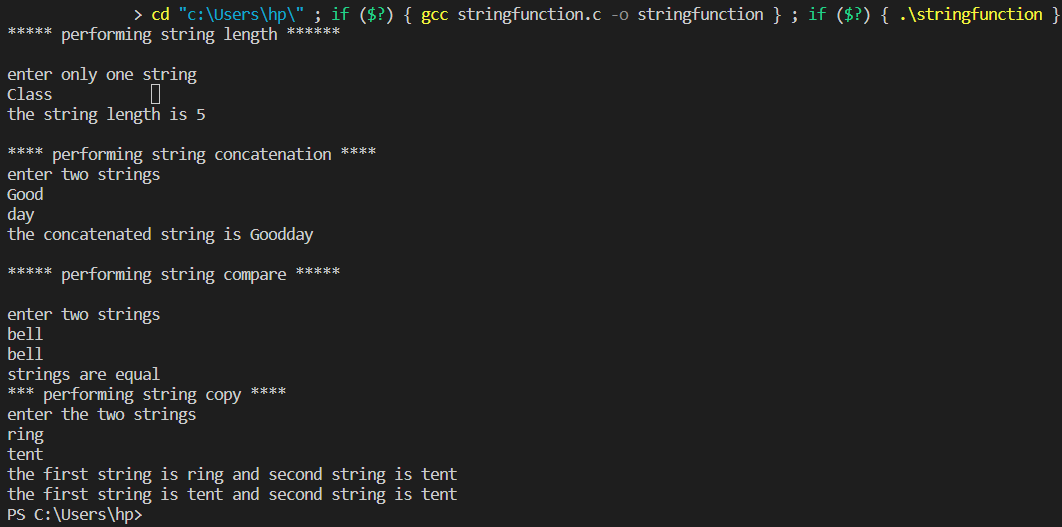 > cd "c:\Users\hp\" ; if ($?) { gcc stringfunction.c -o stringfunction } ; if ($?) { .\stringfunction }
***** performing string length ******
enter only one string
Class
the string length is 5
**** performing string concatenation ****
enter two strings
Good
day
the concatenated string is Goodday
***** performing string compare *****
enter two strings
bell
bell
strings are equal
*** performing string copy ****
enter the two strings
ring
tent
the first string is ring and second string is tent
the first string is tent and second string is tent
PS C:\Users\hp>